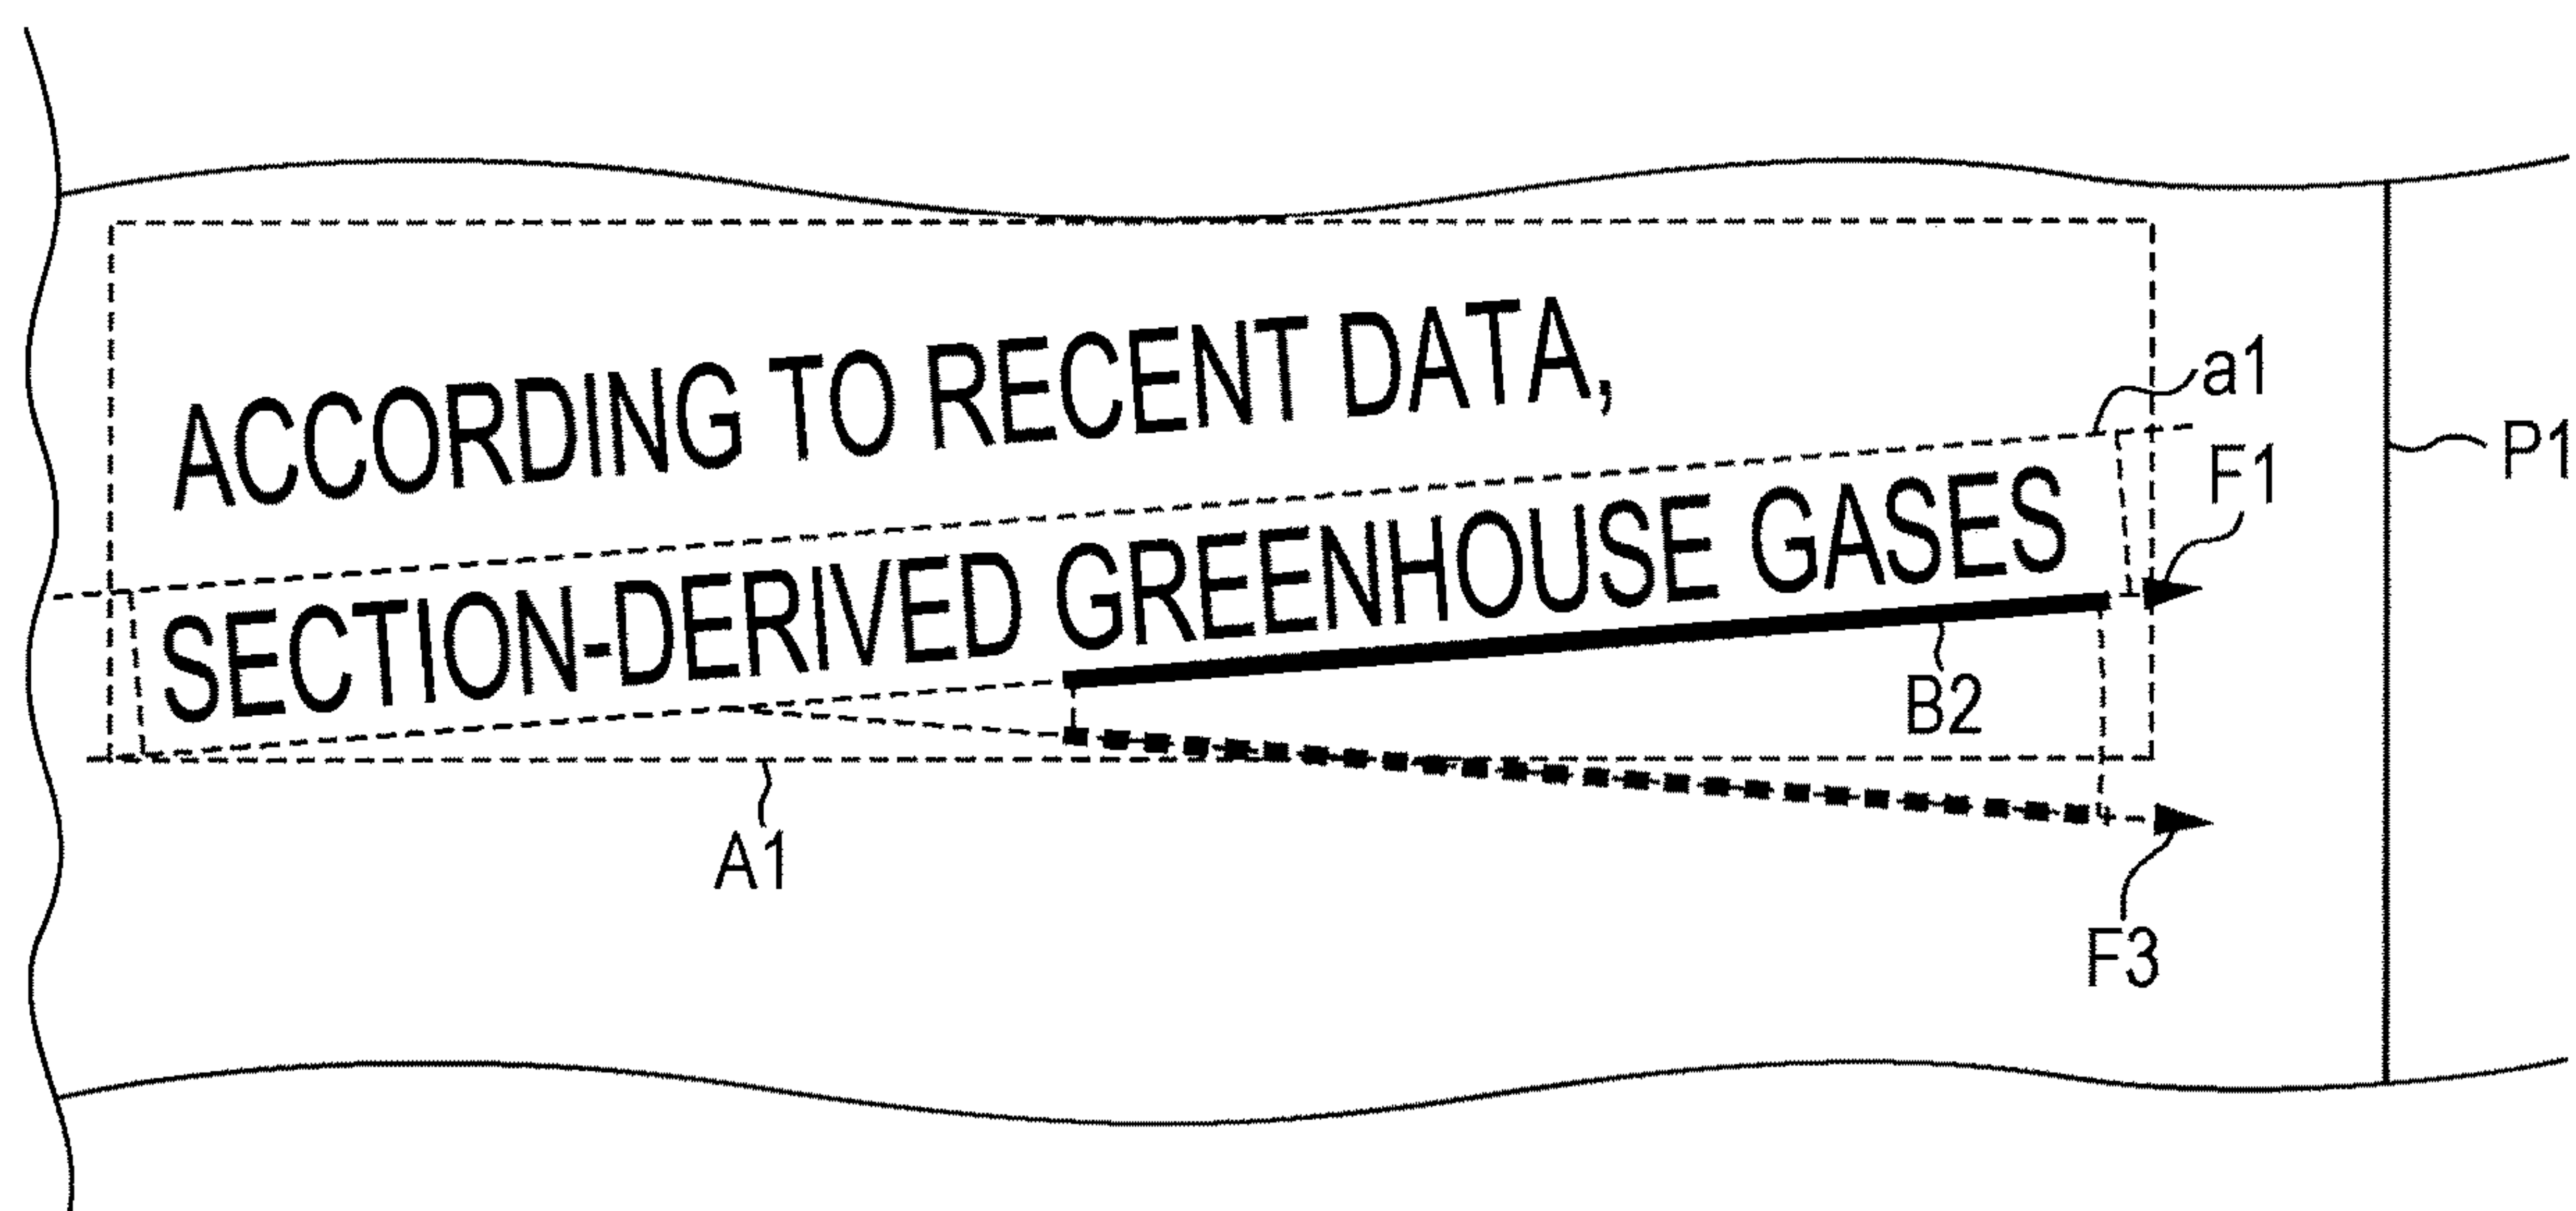 ACCORDING TO RECENT DATA,
a1
P1
F1
SECTION-DERIVED GREENHOUSE GASES
B2
A1
F3